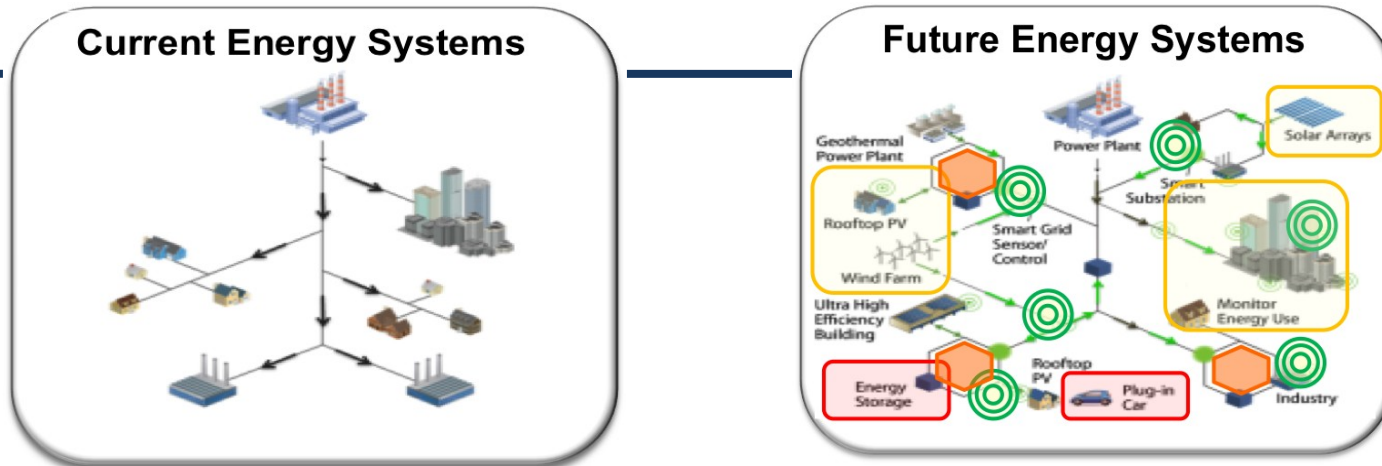 Current Energy Systems
Future Energy Systems
Geothermal
Power Plant
Power Plant
Solar Arrays
Smart
Substation
Rooftop PV
Smart Grid
Sensor/
Control
Wind Farm
Ultra High
Efficiency
Building
Monitor
Energy Use
Rooftop
PV
Energy
Storage
Plug-in
Car
Industry